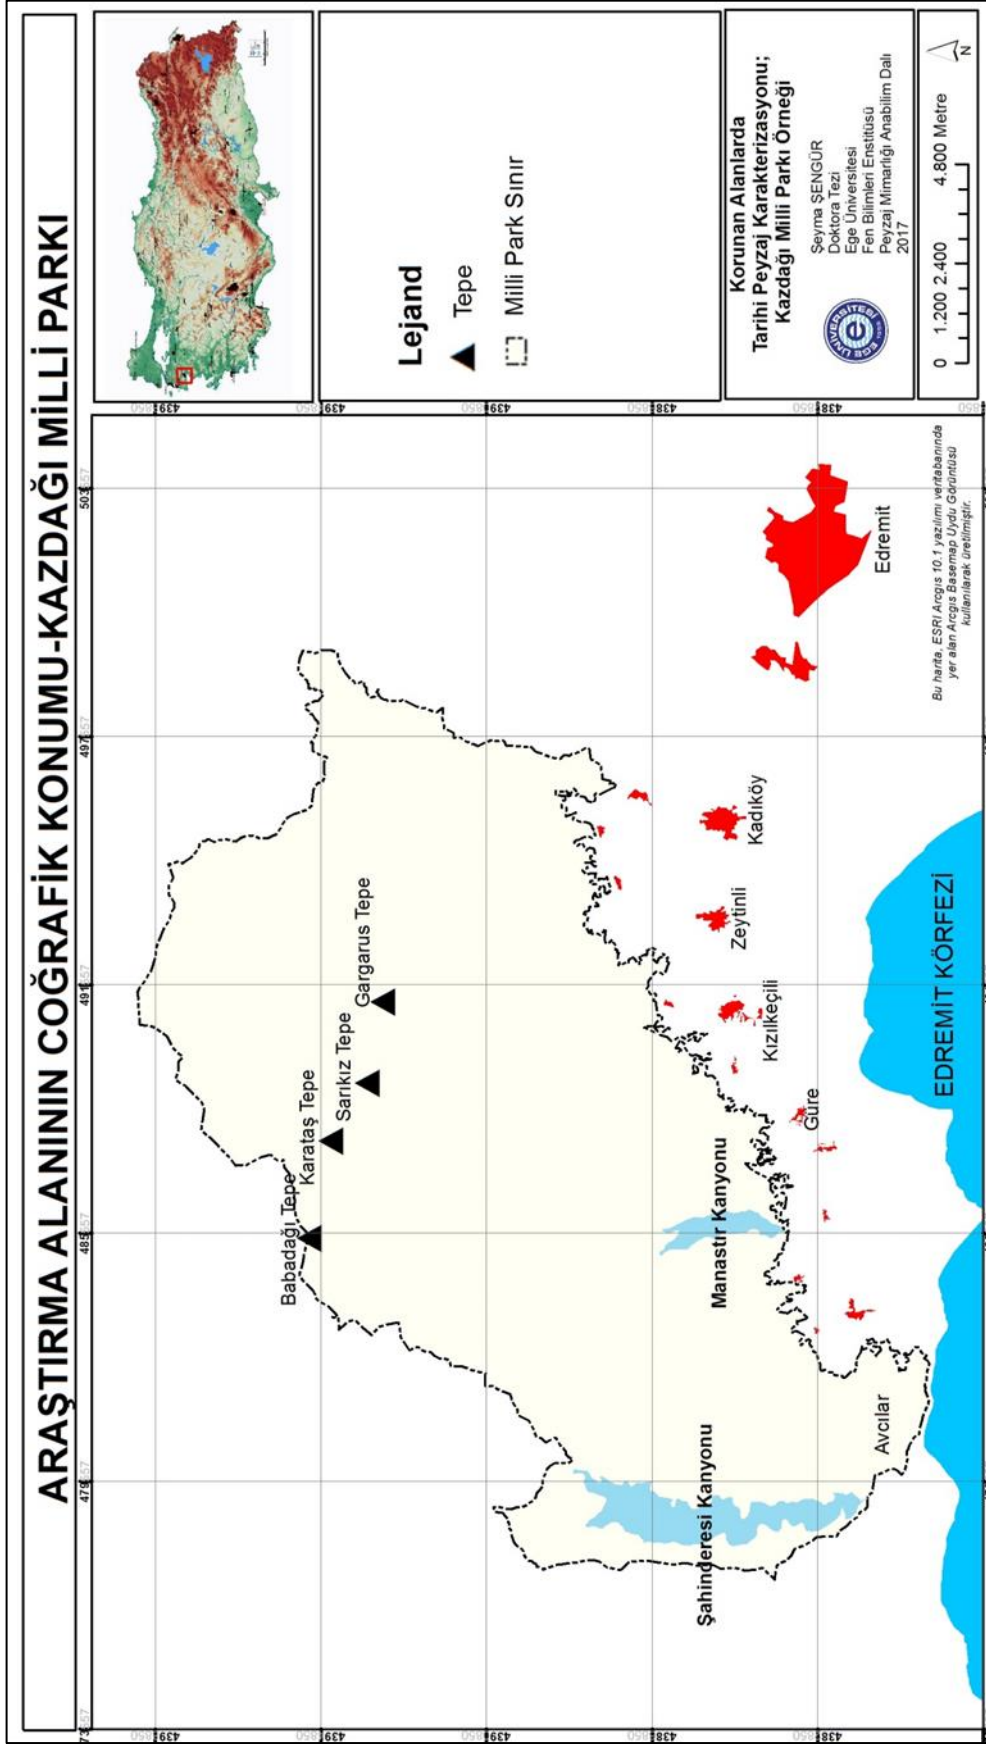 ARAŞTIRMA ALANININ COĞRAFİK KONUMU-KAZDAĞI MİLLİ PARKI
Babadağı Tepe
Karataş Tepe
Sarıkız Tepe
Gargarus Tepe
Şahinderesi Kanyonu
Manastır Kanyonu
Avcılar
Güre
Kızılkeçili
Zeytinli
Kadıköy
Edremit
EDREMİT KÖRFEZİ
Bu harita, ESRI Arcgis 10.1 yazılımı veritabanında
yer alan Arcgis Basemap Uydu Görüntüsü
kullanılarak üretilmiştir.
Lejand
Tepe
Milli Park Sınır
Korunan Alanlarda
Tarihi Peyzaj Karakterizasyonu;
Kazdağı Milli Parkı Örneği
Şeyma ŞENGÜR
Doktora Tezi
Ege Üniversitesi
Fen Bilimleri Enstitüsü
Peyzaj Mimarlığı Anabilim Dalı
2017
EGE ÜNİVERSİTESİ
0 1.200 2.400 4.800 Metre
N